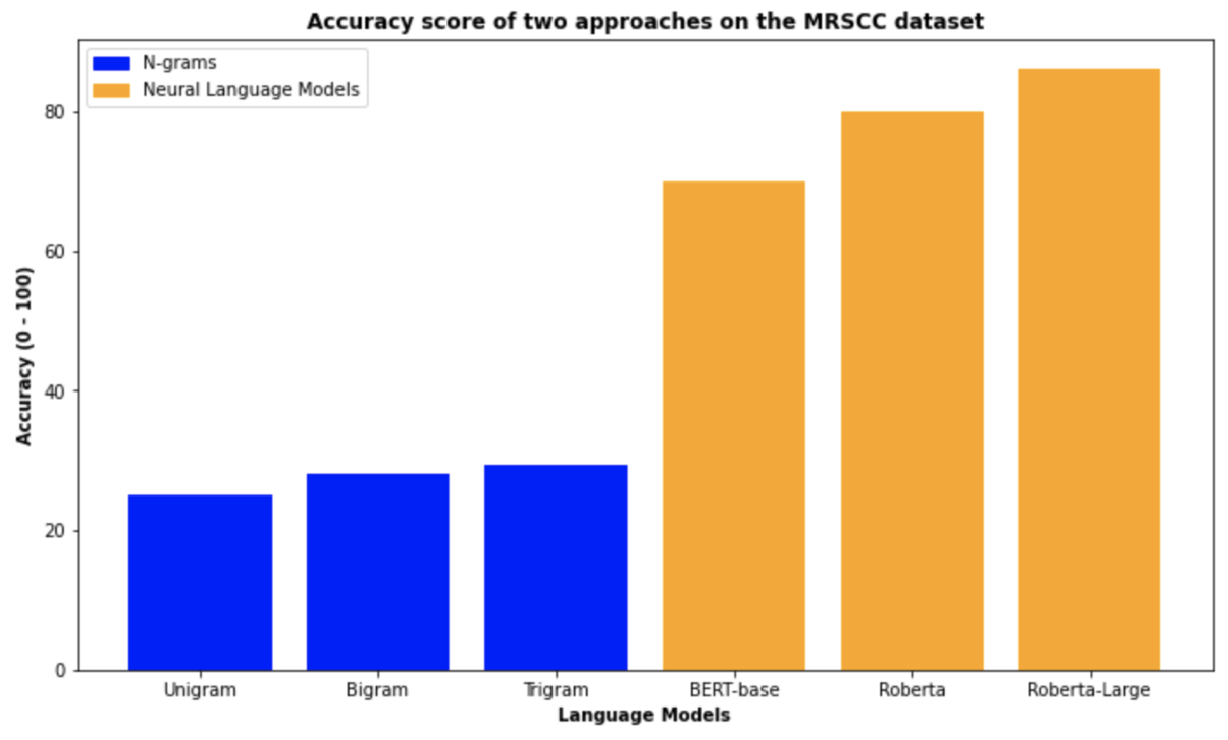 Accuracy score of two approaches on the MRSCC dataset
N-grams
Neural Language Models
80
60
40
20
0
Accuracy (0 - 100)
Unigram Bigram Trigram BERT-base Roberta Roberta-Large
Language Models